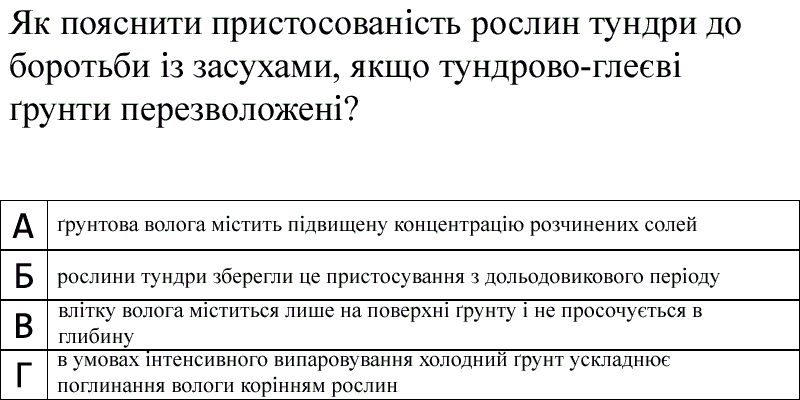 Як пояснити пристосованість рослин тундри до
боротьби із засухами, якщо тундрово-глеєві
ґрунти перезволожені?
А ґрунтова волога містить підвищену концентрацію розчинених солей
Б рослини тундри зберегли це пристосування з дольодовикового періоду
В влітку волога міститься лише на поверхні ґрунту і не просочується в
глибину
Г в умовах інтенсивного випаровування холодний ґрунт ускладнює
поглинання вологи корінням рослин